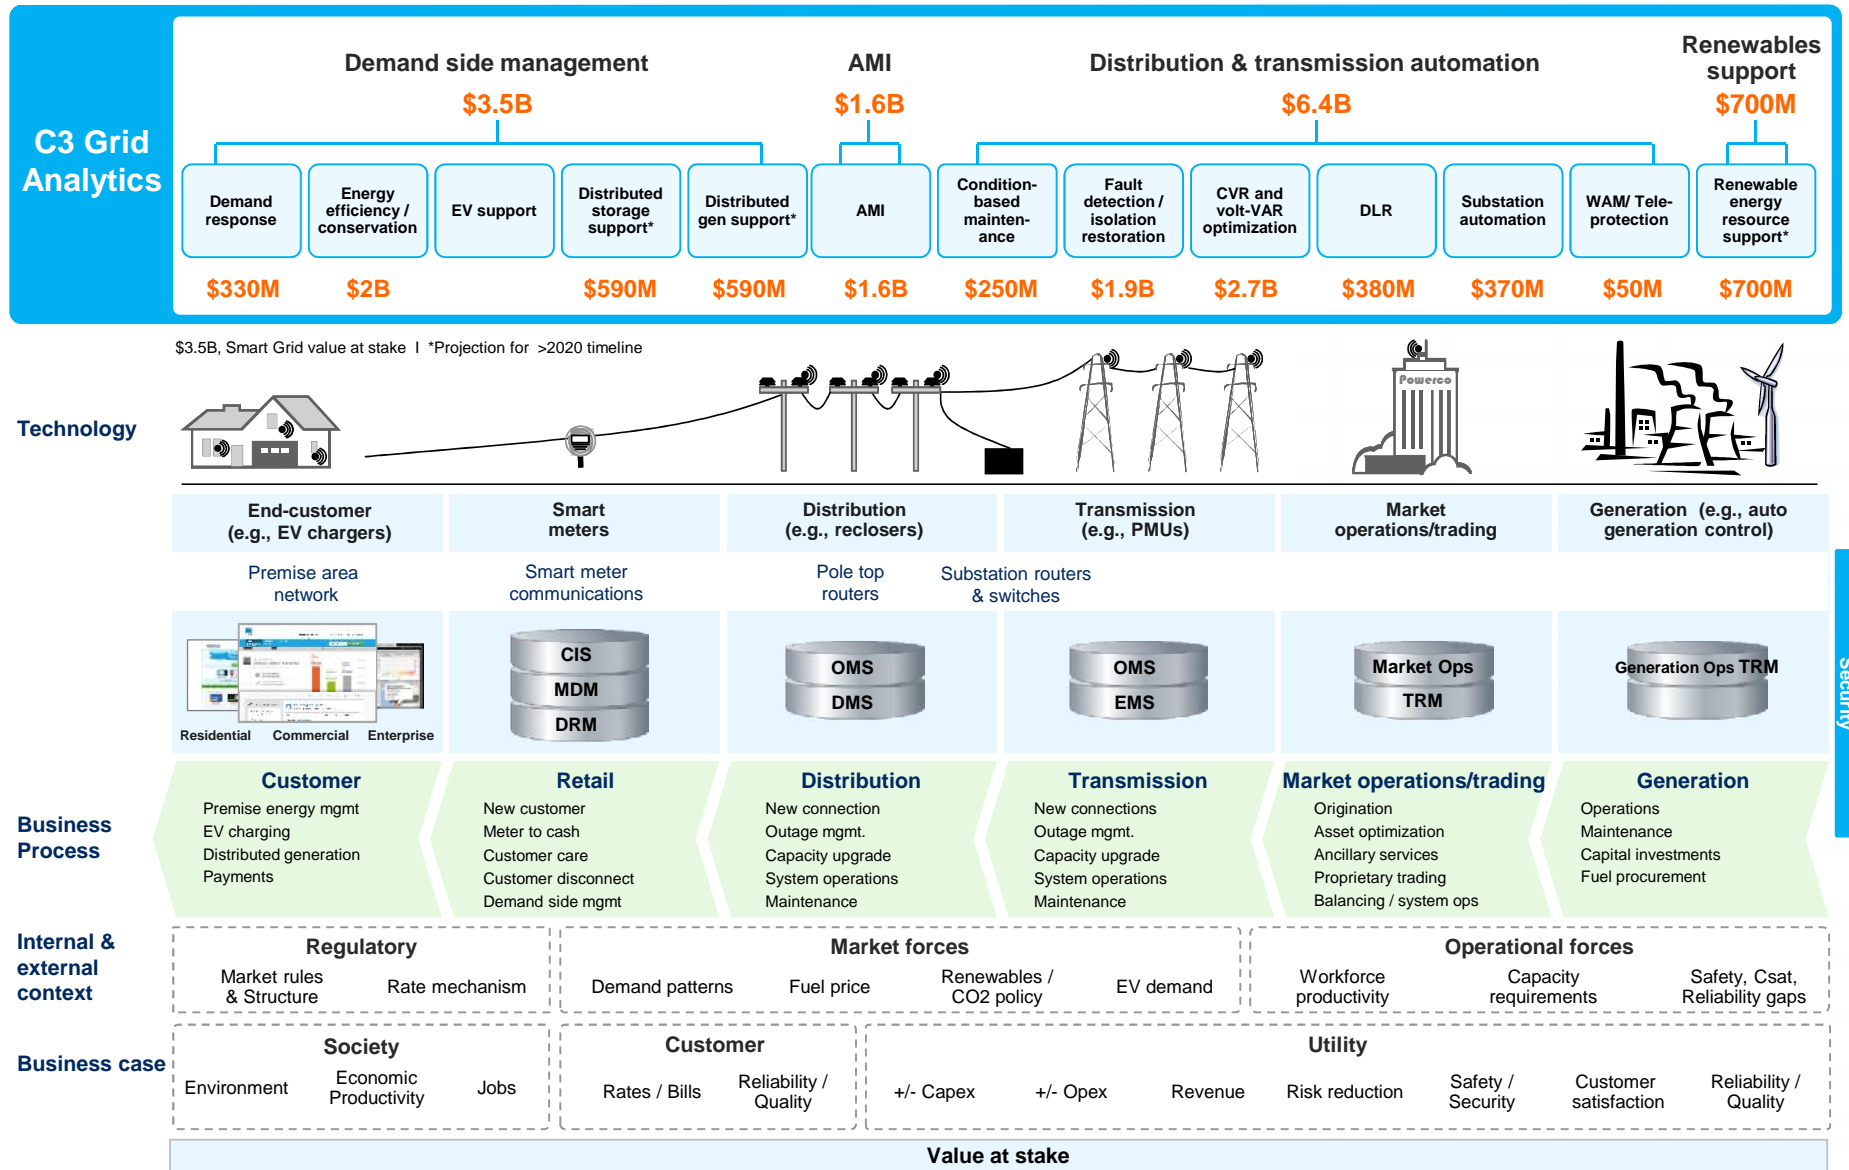 C3 Grid
Analytics
Demand side management
$3.5B
AMI
$1.6B
Distribution & transmission automation
$6.4B
Renewables
support
$700M
Demand
response
Energy
efficiency /
conservation
EV support
Distributed
storage
support*
Distributed
gen support*
AMI
Condition-
based
mainten-
ance
Fault
detection /
isolation
restoration
CVR and
volt-VAR
optimization
DLR
Substation
automation
WAM/ Tele-
protection
Renewable
energy
resource
support*
$330M
$2B
$590M
$590M
$1.6B
$250M
$1.9B
$2.7B
$380M
$370M
$50M
$700M
$3.5B, Smart Grid value at stake I *Projection for >2020 timeline
Technology
Powerco
End-customer
(e.g., EV chargers)
Smart
meters
Distribution
(e.g., reclosers)
Transmission
(e.g., PMUs)
Market
operations/trading
Generation (e.g., auto
generation control)
Premise area
network
Smart meter
communications
Pole top
routers
Substation routers
& switches
Residential
Commercial
Enterprise
CIS
MDM
DRM
OMS
DMS
OMS
EMS
Market Ops
TRM
Generation Ops TRM
Security
Business
Process
Customer
Premise energy mgmt
EV charging
Distributed generation
Payments
Retail
New customer
Meter to cash
Customer care
Customer disconnect
Demand side mgmt
Distribution
New connection
Outage mgmt.
Capacity upgrade
System operations
Maintenance
Transmission
New connections
Outage mgmt.
Capacity upgrade
System operations
Maintenance
Market operations/trading
Origination
Asset optimization
Ancillary services
Proprietary trading
Balancing / system ops
Generation
Operations
Maintenance
Capital investments
Fuel procurement
Internal &
external
context
Regulatory
Market rules
& Structure
Rate mechanism
Market forces
Demand patterns
Fuel price
Renewables /
CO2 policy
EV demand
Operational forces
Workforce
productivity
Capacity
requirements
Safety, Csat,
Reliability gaps
Business case
Society
Environment
Economic
Productivity
Jobs
Customer
Rates / Bills
Reliability /
Quality
Utility
+/- Capex
+/- Opex
Revenue
Risk reduction
Safety /
Security
Customer
satisfaction
Reliability /
Quality
Value at stake